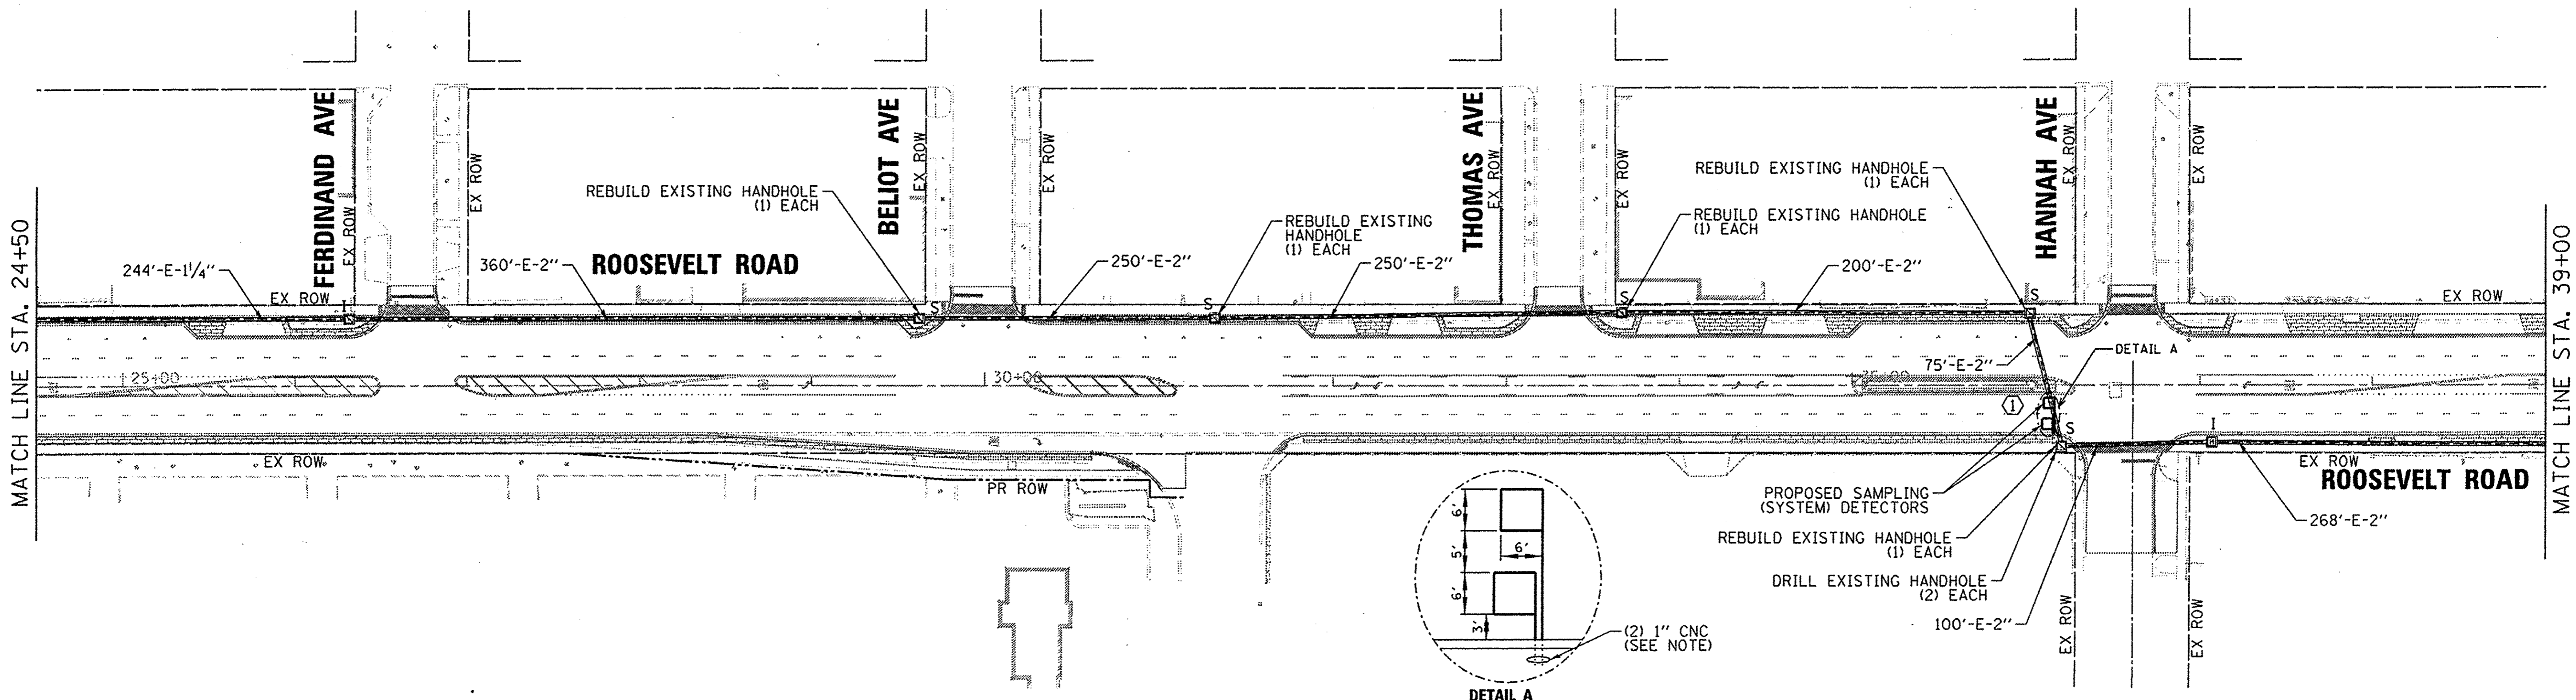 MATCH LINE STA. 24+50
FERDINAND AVE
EX ROW
EX ROW
BELIOT AVE
EX ROW
EX ROW
THOMAS AVE
EX ROW
EX ROW
HANNAH AVE
EX ROW
EX ROW
REBUILD EXISTING HANDHOLE
(1) EACH
REBUILD EXISTING
HANDHOLE
(1) EACH
REBUILD EXISTING HANDHOLE
(1) EACH
REBUILD EXISTING HANDHOLE
(1) EACH
244'-E-1¼"
360'-E-2"
ROOSEVELT ROAD
250'-E-2"
250'-E-2"
200'-E-2"
EX ROW
EX ROW
I
S
S
S
S
25+00
30+00
35+00
75'-E-2"
DETAIL A
1
S
I
EX ROW
PR ROW
EX ROW
ROOSEVELT ROAD
268'-E-2"
PROPOSED SAMPLING
(SYSTEM) DETECTORS
REBUILD EXISTING HANDHOLE
(1) EACH
DRILL EXISTING HANDHOLE
(2) EACH
100'-E-2"
EX ROW
EX ROW
6'
5'
6'
6'
3'
(2) 1" CNC
(SEE NOTE)
DETAIL A
MATCH LINE STA. 39+00